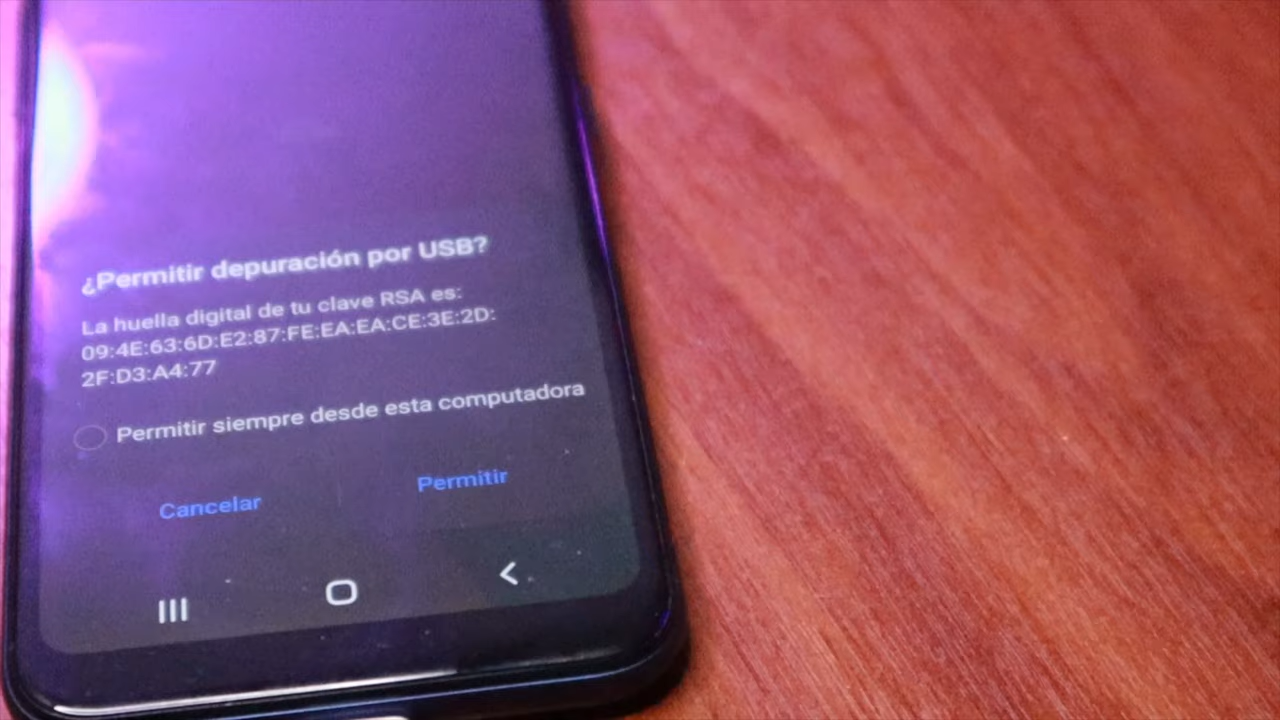 ¿Permitir depuración por USB?
La huella digital de tu clave RSA es:
09:4E:63:6D:E2:87:FE:EA:EA:CE:3E:2D:
2F:D3:A4:77
Permitir siempre desde esta computadora
Cancelar
Permitir